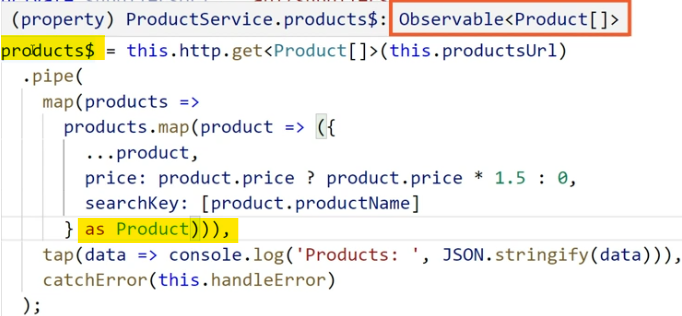 (property) ProductService.products$: Observable<Product[]>
products$ = this.http.get<Product[]>(this.productsUrl)
.pipe(
map(products =>
products.map(product => ({
...product,
price: product.price ? product.price * 1.5 : 0,
searchKey: [product.productName]
} as Product))),
tap(data => console.log('Products: ', JSON.stringify(data))),
catchError(this.handleError)
);